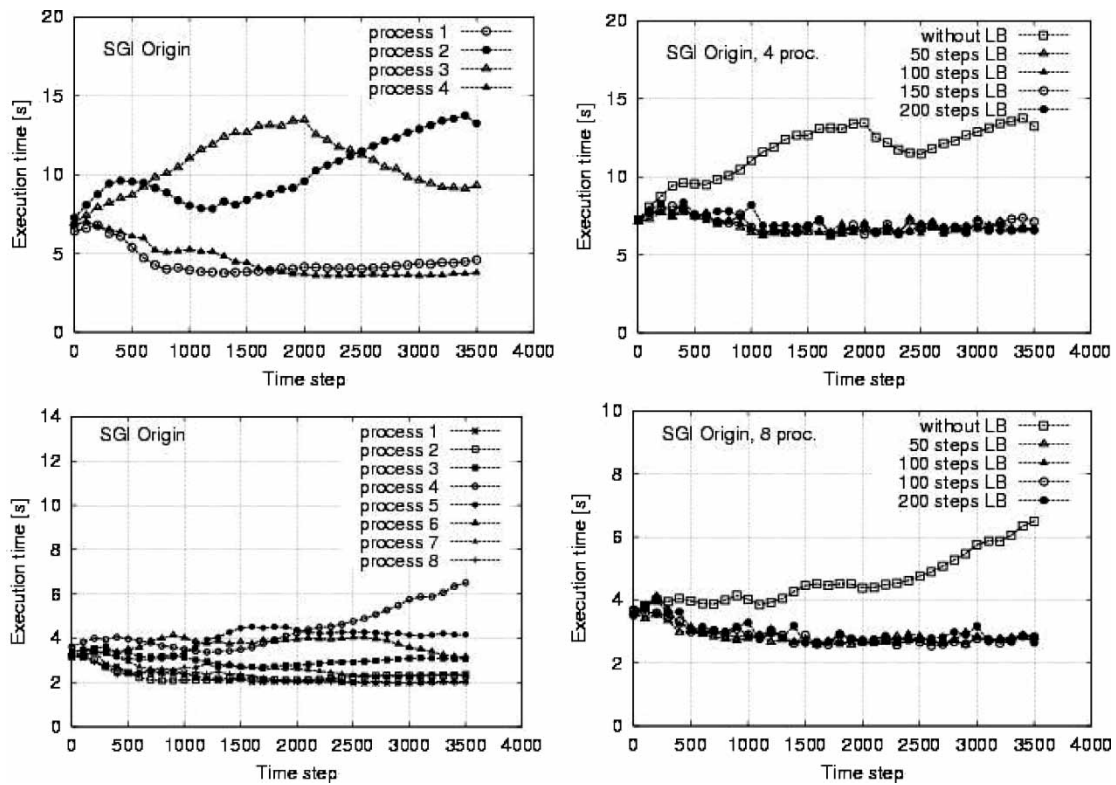 SGI Origin
process 1
process 2
process 3
process 4
Execution time [s]
20
15
10
5
0
0 500 1000 1500 2000 2500 3000 3500 4000
Time step
SGI Origin, 4 proc.
without LB
50 steps LB
100 steps LB
150 steps LB
200 steps LB
Execution time [s]
20
15
10
5
0
0 500 1000 1500 2000 2500 3000 3500 4000
Time step
SGI Origin
process 1
process 2
process 3
process 4
process 5
process 6
process 7
process 8
Execution time [s]
14
12
10
8
6
4
2
0
0 500 1000 1500 2000 2500 3000 3500 4000
Time step
SGI Origin, 8 proc.
without LB
50 steps LB
100 steps LB
100 steps LB
200 steps LB
Execution time [s]
10
8
6
4
2
0
0 500 1000 1500 2000 2500 3000 3500 4000
Time step